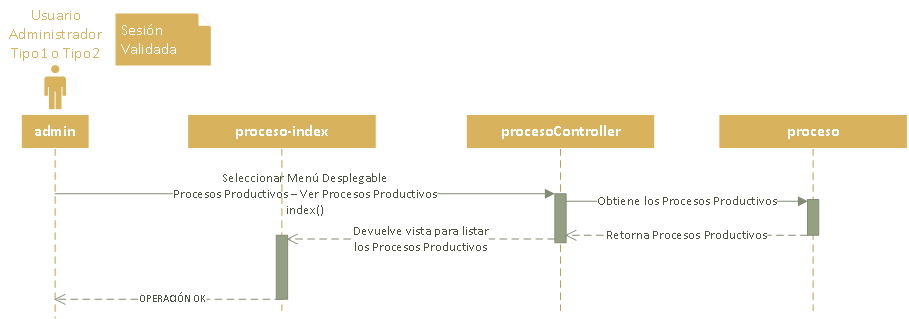 Usuario
Administrador
Tipo1 o Tipo2
Sesión
Validada
admin
proceso-index
procesoController
proceso
Seleccionar Menú Desplegable
Procesos Productivos – Ver Procesos Productivos
index()
Obtiene los Procesos Productivos
Devuelve vista para listar
los Procesos Productivos
Retorna Procesos Productivos
OPERACIÓN OK